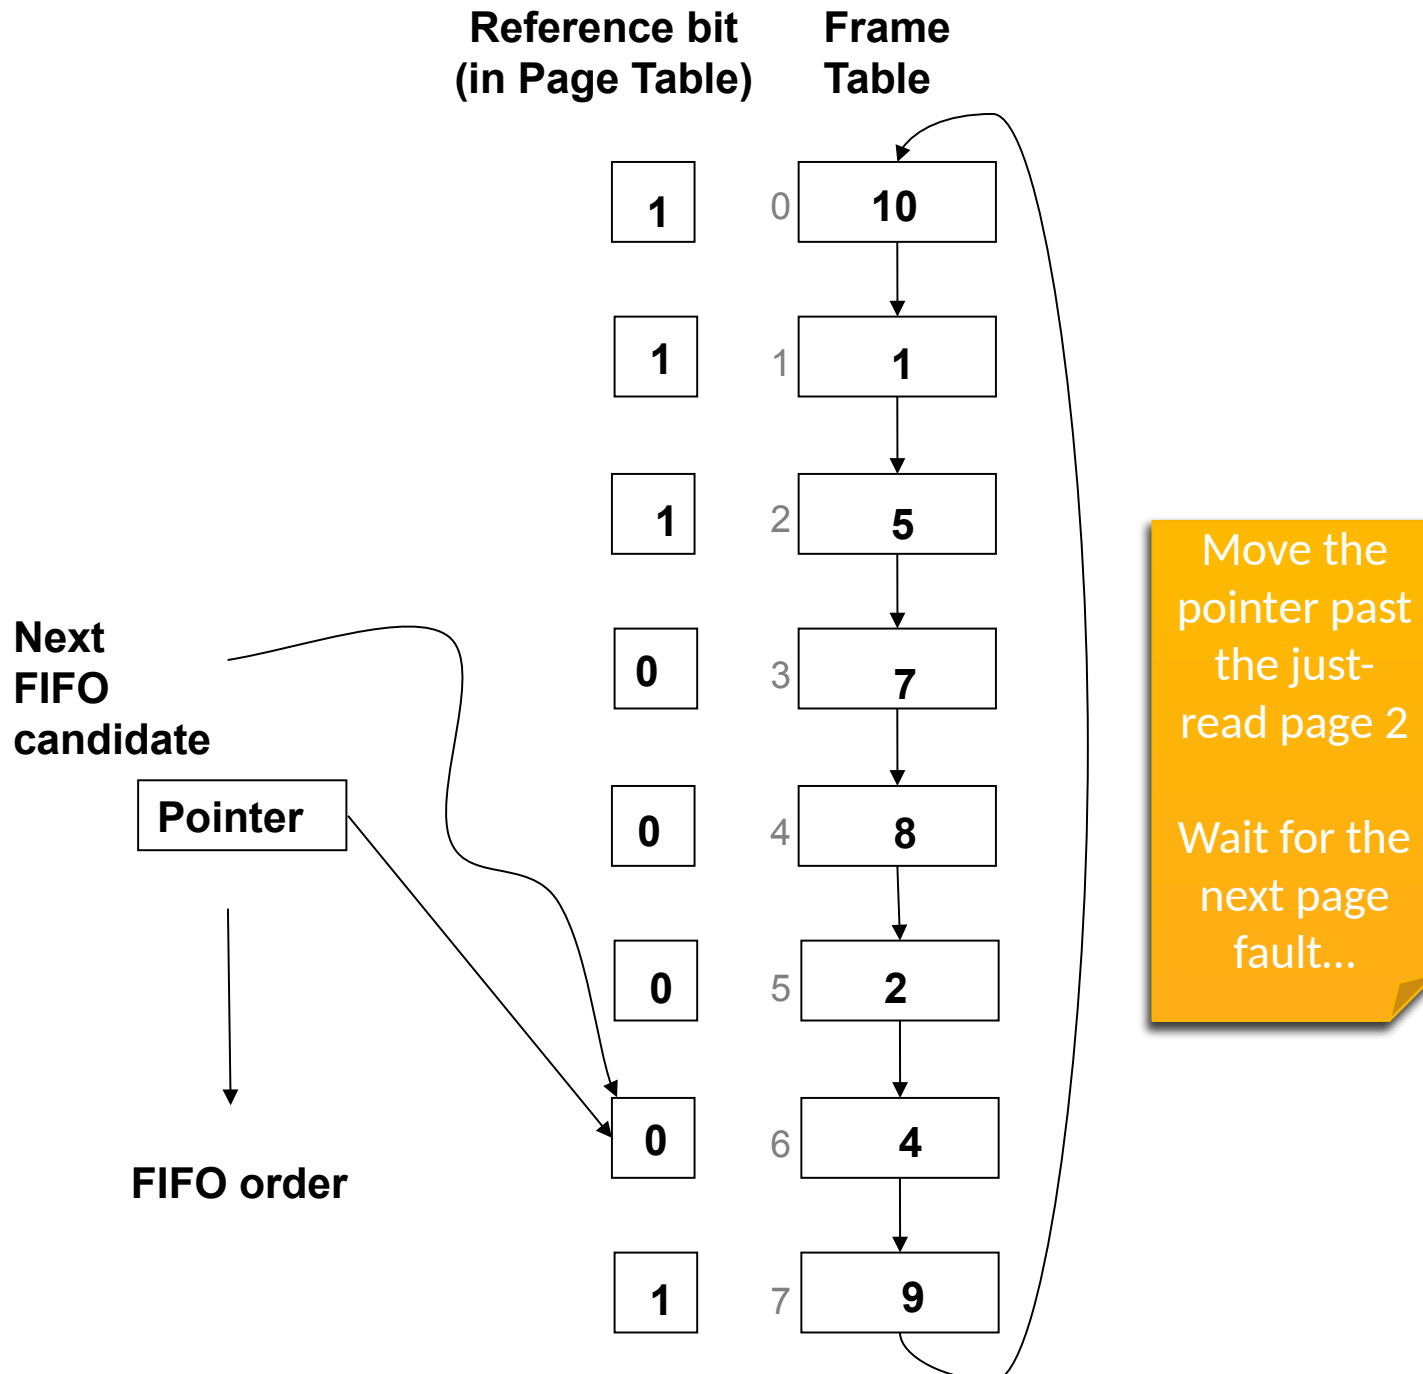 Reference bit
(in Page Table)
Frame
Table
1
0
10
1
1
1
1
2
5
Next
FIFO
candidate
0
3
7
Pointer
0
4
8
0
5
2
FIFO order
0
6
4
1
7
9
Move the
pointer past
the just-
read page 2
Wait for the
next page
fault...